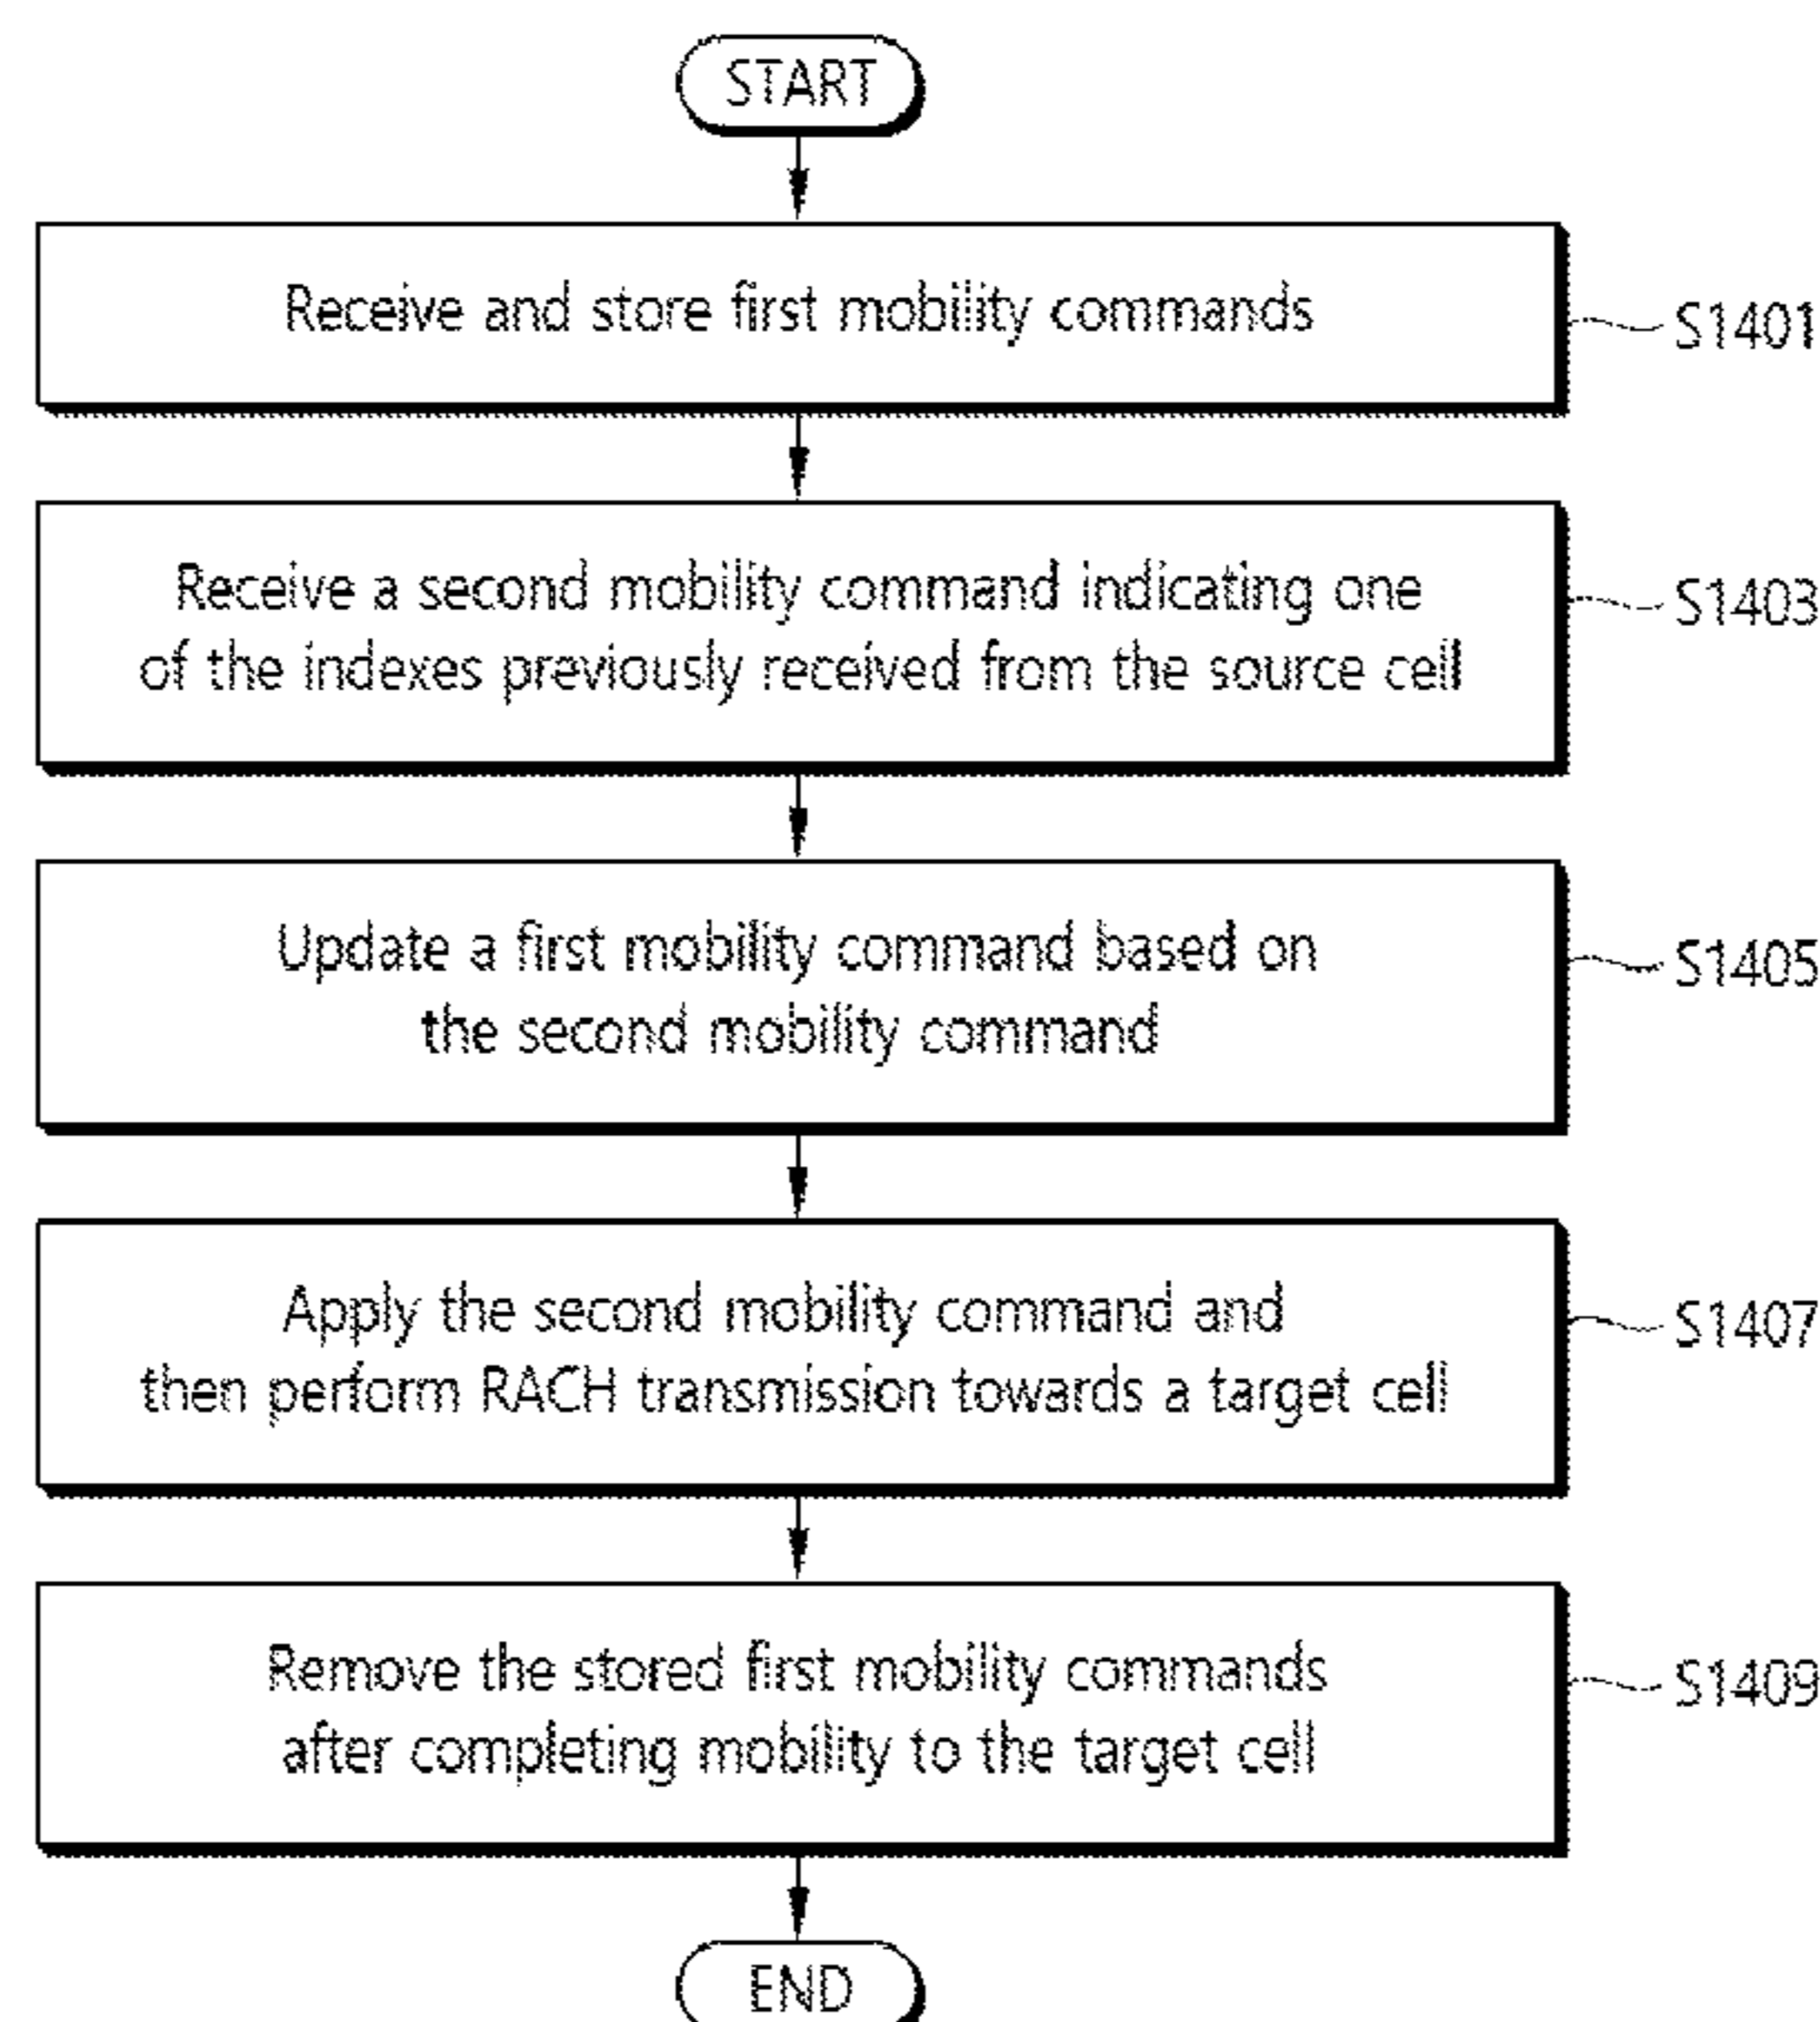 START
Receive and store first mobility commands
S1401
Receive a second mobility command indicating one
of the indexes previously received from the source cell
S1403
Update a first mobility command based on
the second mobility command
S1405
Apply the second mobility command and
then perform RACH transmission towards a target cell
S1407
Remove the stored first mobility commands
after completing mobility to the target cell
S1409
END